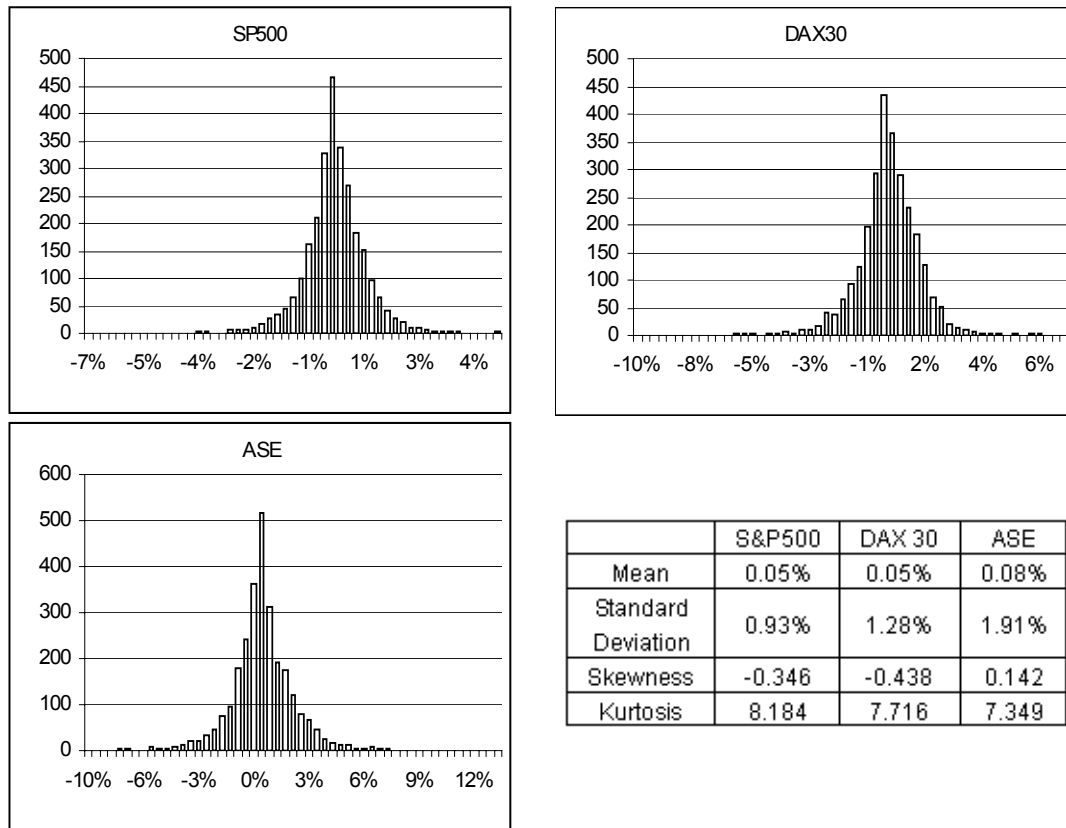 SP500
500
450
400
350
300
250
200
150
100
50
0
-7% -5% -4% -2% -1% 1% 3% 4%
DAX30
500
450
400
350
300
250
200
150
100
50
0
-10% -8% -5% -3% -1% 2% 4% 6%
ASE
600
500
400
300
200
100
0
-10% -6% -3% 0% 3% 6% 9% 12%
S&P500 DAX 30 ASE
Mean 0.05% 0.05% 0.08%
Standard Deviation 0.93% 1.28% 1.91%
Skewness -0.346 -0.438 0.142
Kurtosis 8.184 7.716 7.349